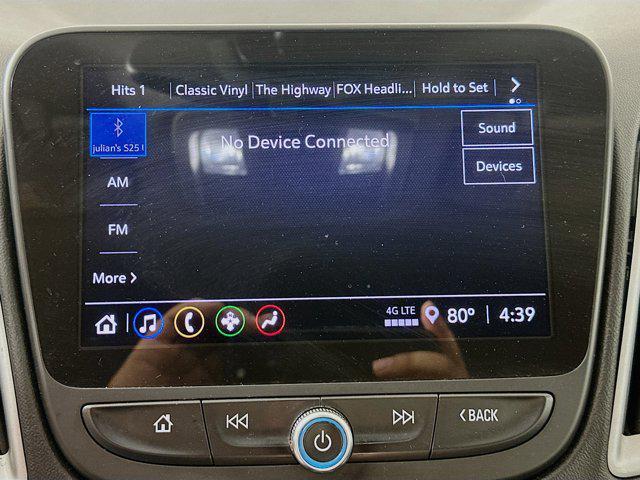 Hits 1 Classic Vinyl The Highway FOX Headli... Hold to Set
julian's S25 U
No Device Connected
Sound
Devices
AM
FM
More
4G LTE 80° 4:39
BACK